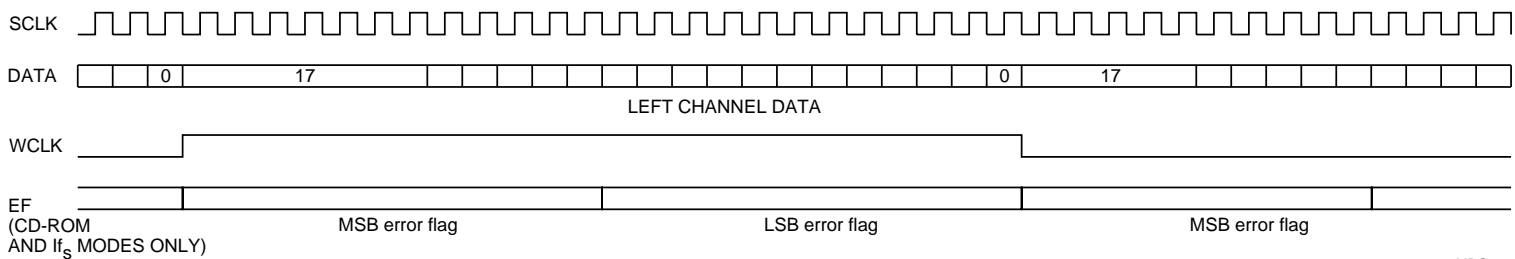 SCLK
DATA 0 17 0 17
LEFT CHANNEL DATA
WCLK
EF
(CD-ROM
AND IfS MODES ONLY)
MSB error flag LSB error flag MSB error flag